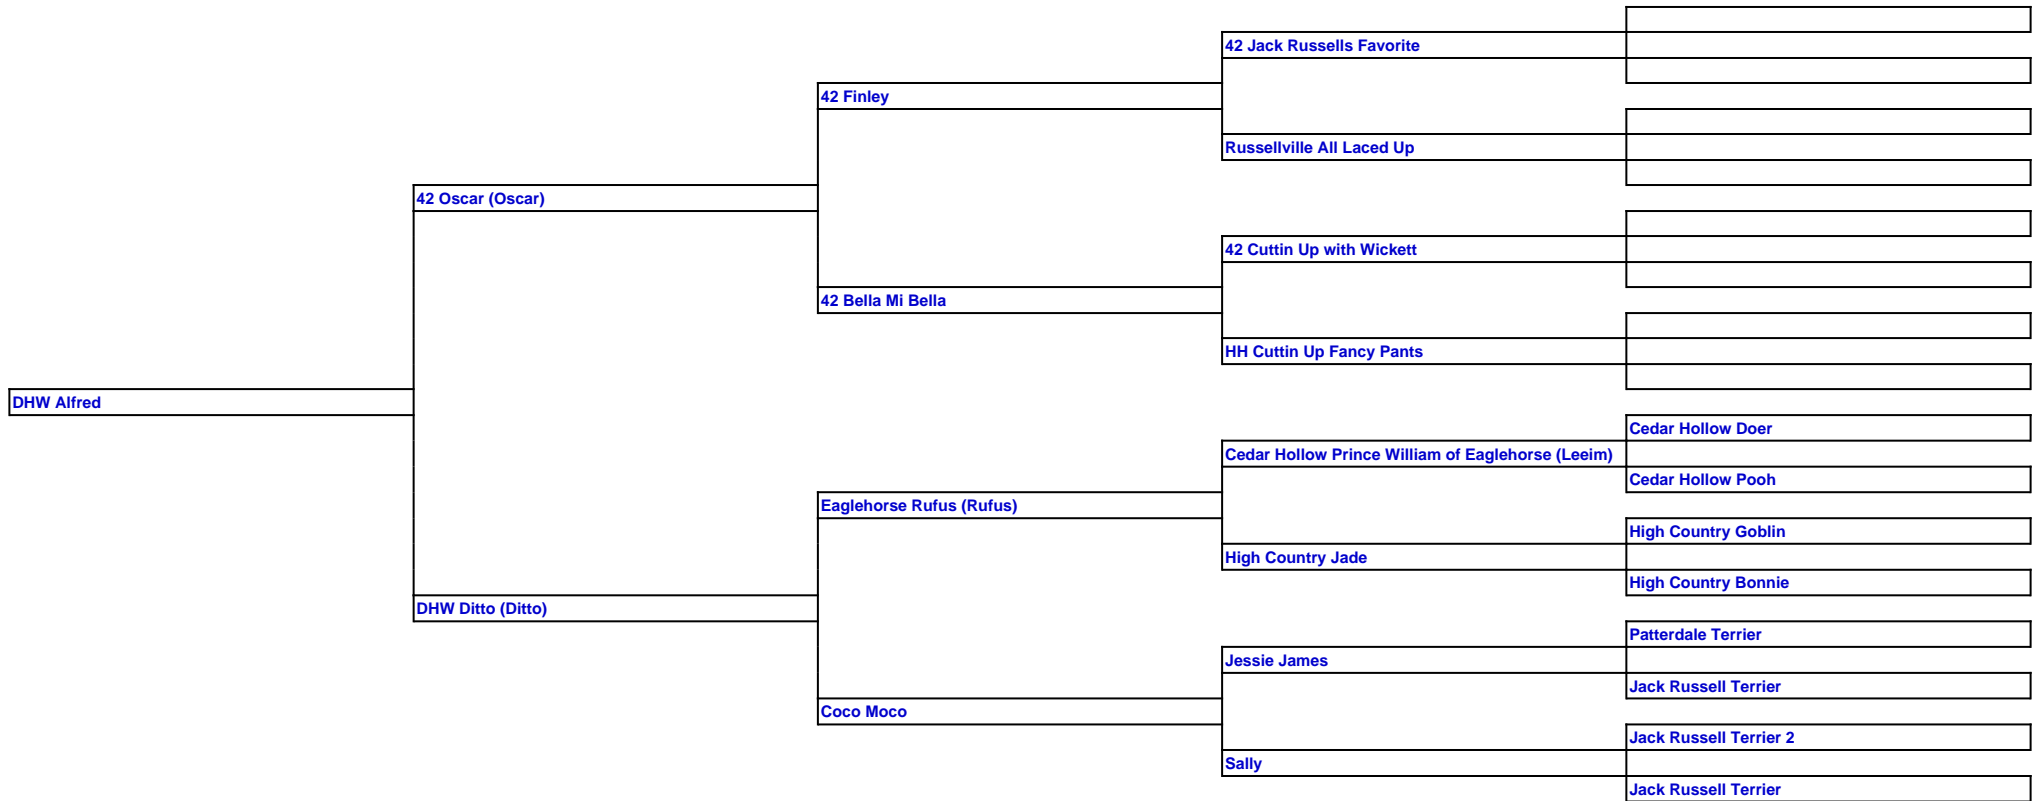 42 Jack Russells Favorite
42 Finley
Russellville All Laced Up
42 Oscar (Oscar)
42 Cuttin Up with Wickett
42 Bella Mi Bella
HH Cuttin Up Fancy Pants
DHW Alfred
Cedar Hollow Doer
Cedar Hollow Prince William of Eaglehorse (Leeim)
Cedar Hollow Pooh
Eaglehorse Rufus (Rufus)
High Country Goblin
High Country Jade
High Country Bonnie
DHW Ditto (Ditto)
Patterdale Terrier
Jessie James
Jack Russell Terrier
Coco Moco
Jack Russell Terrier 2
Sally
Jack Russell Terrier